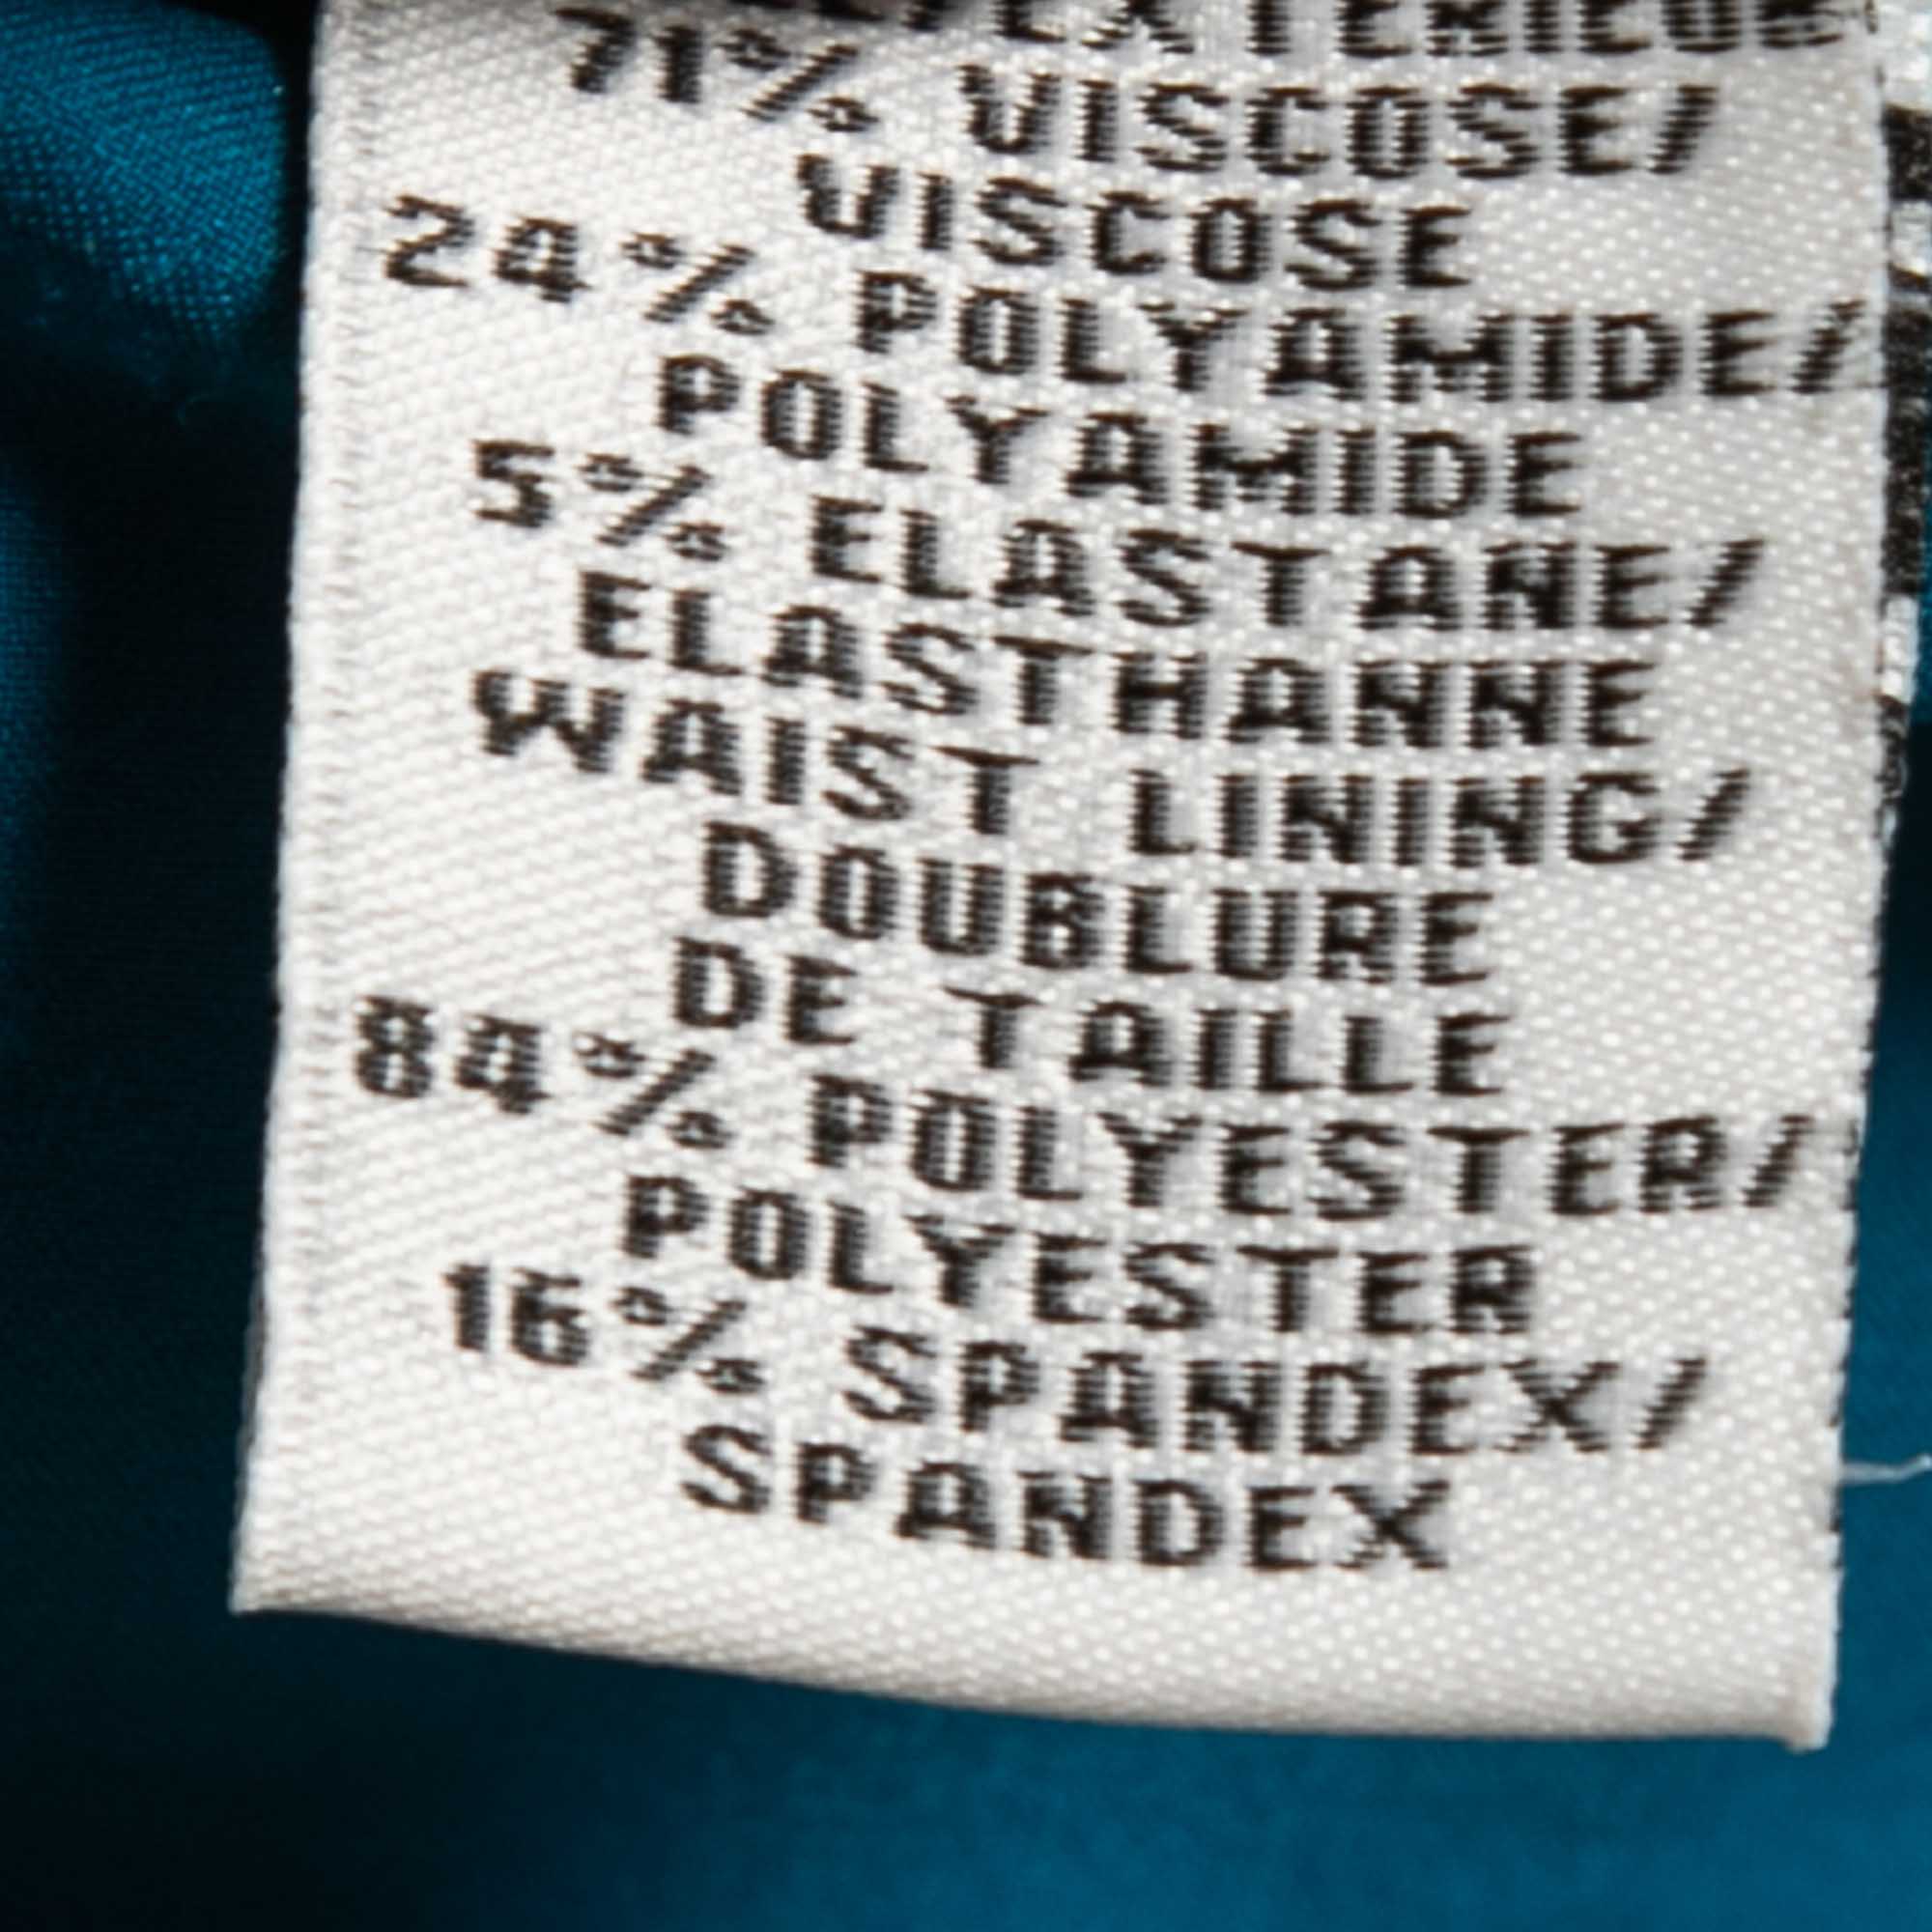 71% VISCOSE/
VISCOSE
24% POLYAMIDE/
POLYAMIDE
5% ELASTANE/
ELASTHANNE
WAIST LINING/
DOUBLURE
DE TAILLE
84% POLYESTER/
POLYESTER
16% SPANDEX/
SPANDEX